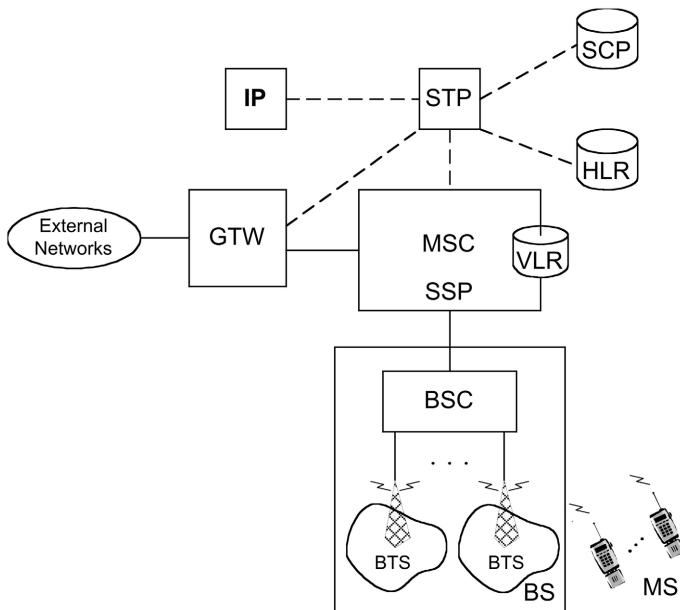 SCP
IP
STP
HLR
External
Networks
GTW
MSC
VLR
SSP
BSC
. . .
BTS
BTS
BS
...
MS